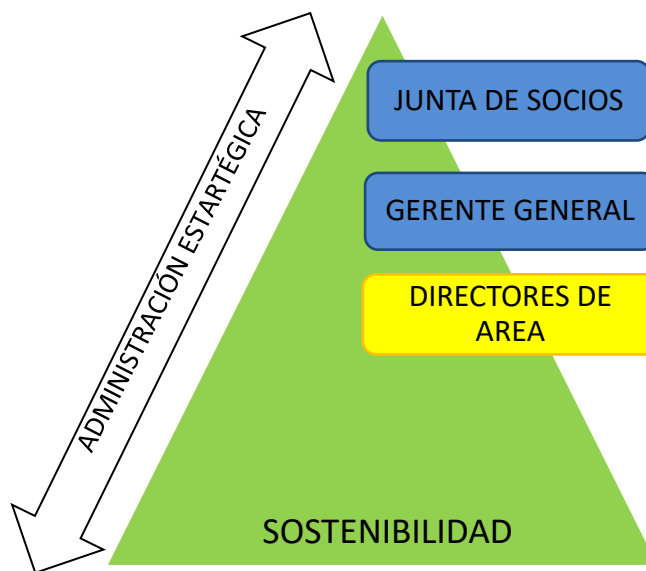 JUNTA DE SOCIOS
ADMINISTRACIÓN ESTARTÉGICA
GERENTE GENERAL
DIRECTORES DE
AREA
SOSTENIBILIDAD